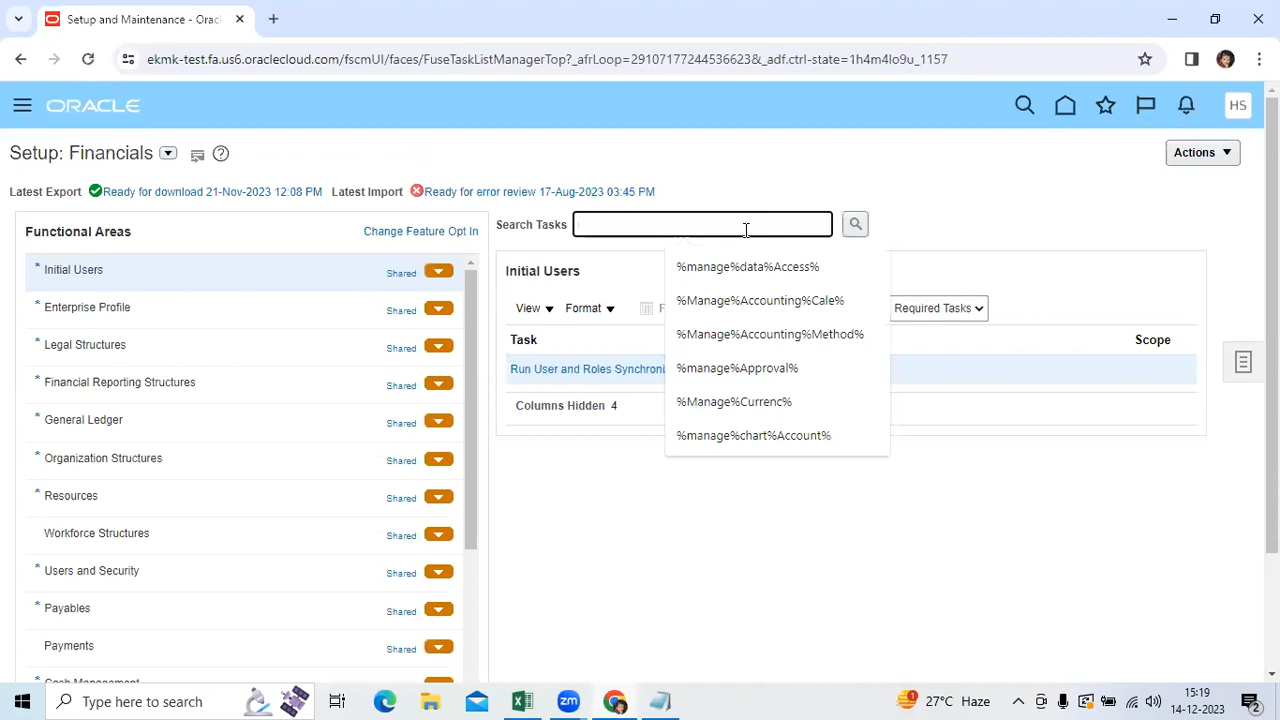 Setup and Maintenance - Orac
ekmk-test.fa.us6.oraclecloud.com/fscmUI/faces/FuseTaskListManagerTop?_afrLoop=29107177244536623&_adf.ctrl-state=1h4m4lo9u_1157
ORACLE
HS
Setup: Financials
Actions
Latest Export Ready for download 21-Nov-2023 12:08 PM Latest Import Ready for error review 17-Aug-2023 03:45 PM
Functional Areas
Change Feature Opt In
* Initial Users Shared
* Enterprise Profile Shared
* Legal Structures Shared
* Financial Reporting Structures Shared
* General Ledger Shared
* Organization Structures Shared
* Resources Shared
Workforce Structures Shared
* Users and Security Shared
* Payables Shared
Payments Shared
Search Tasks
%manage%data%Access%
%Manage%Accounting%Cale%
%Manage%Accounting%Method%
%manage%Approval%
%Manage%Currenc%
%manage%chart%Account%
Initial Users
View Format Required Tasks
Task Scope
Run User and Roles Synchroni
Columns Hidden 4
Type here to search
1
27°C Haze
15:19
14-12-2023
2